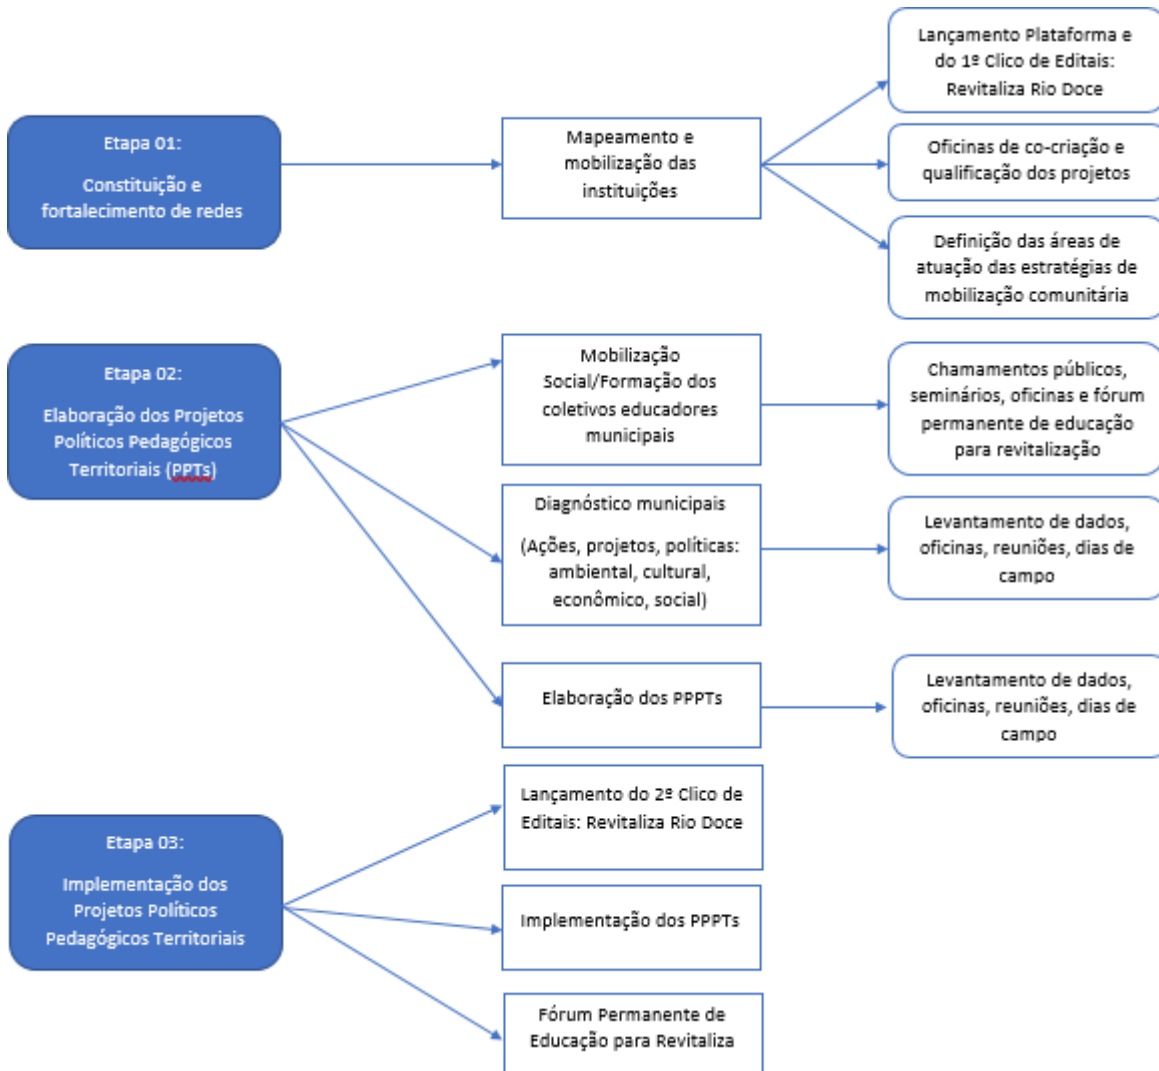 Etapa 01:
Constituição e
fortalecimento de redes
Mapeamento e
mobilização das
instituições
Lançamento Plataforma e
do 1º Clico de Editais:
Revitaliza Rio Doce
Oficinas de co-criação e
qualificação dos projetos
Definição das áreas de
atuação das estratégias de
mobilização comunitária
Etapa 02:
Elaboração dos Projetos
Políticos Pedagógicos
Territoriais (PPTs)
Mobilização
Social/Formação dos
coletivos educadores
municipais
Chamamentos públicos,
seminários, oficinas e fórum
permanente de educação
para revitalização
Diagnóstico municipais
(Ações, projetos, políticas:
ambiental, cultural,
econômico, social)
Levantamento de dados,
oficinas, reuniões, dias de
campo
Elaboração dos PPPTs
Levantamento de dados,
oficinas, reuniões, dias de
campo
Etapa 03:
Implementação dos
Projetos Políticos
Pedagógicos Territoriais
Lançamento do 2º Clico de
Editais: Revitaliza Rio Doce
Implementação dos PPPTs
Fórum Permanente de
Educação para Revitaliza